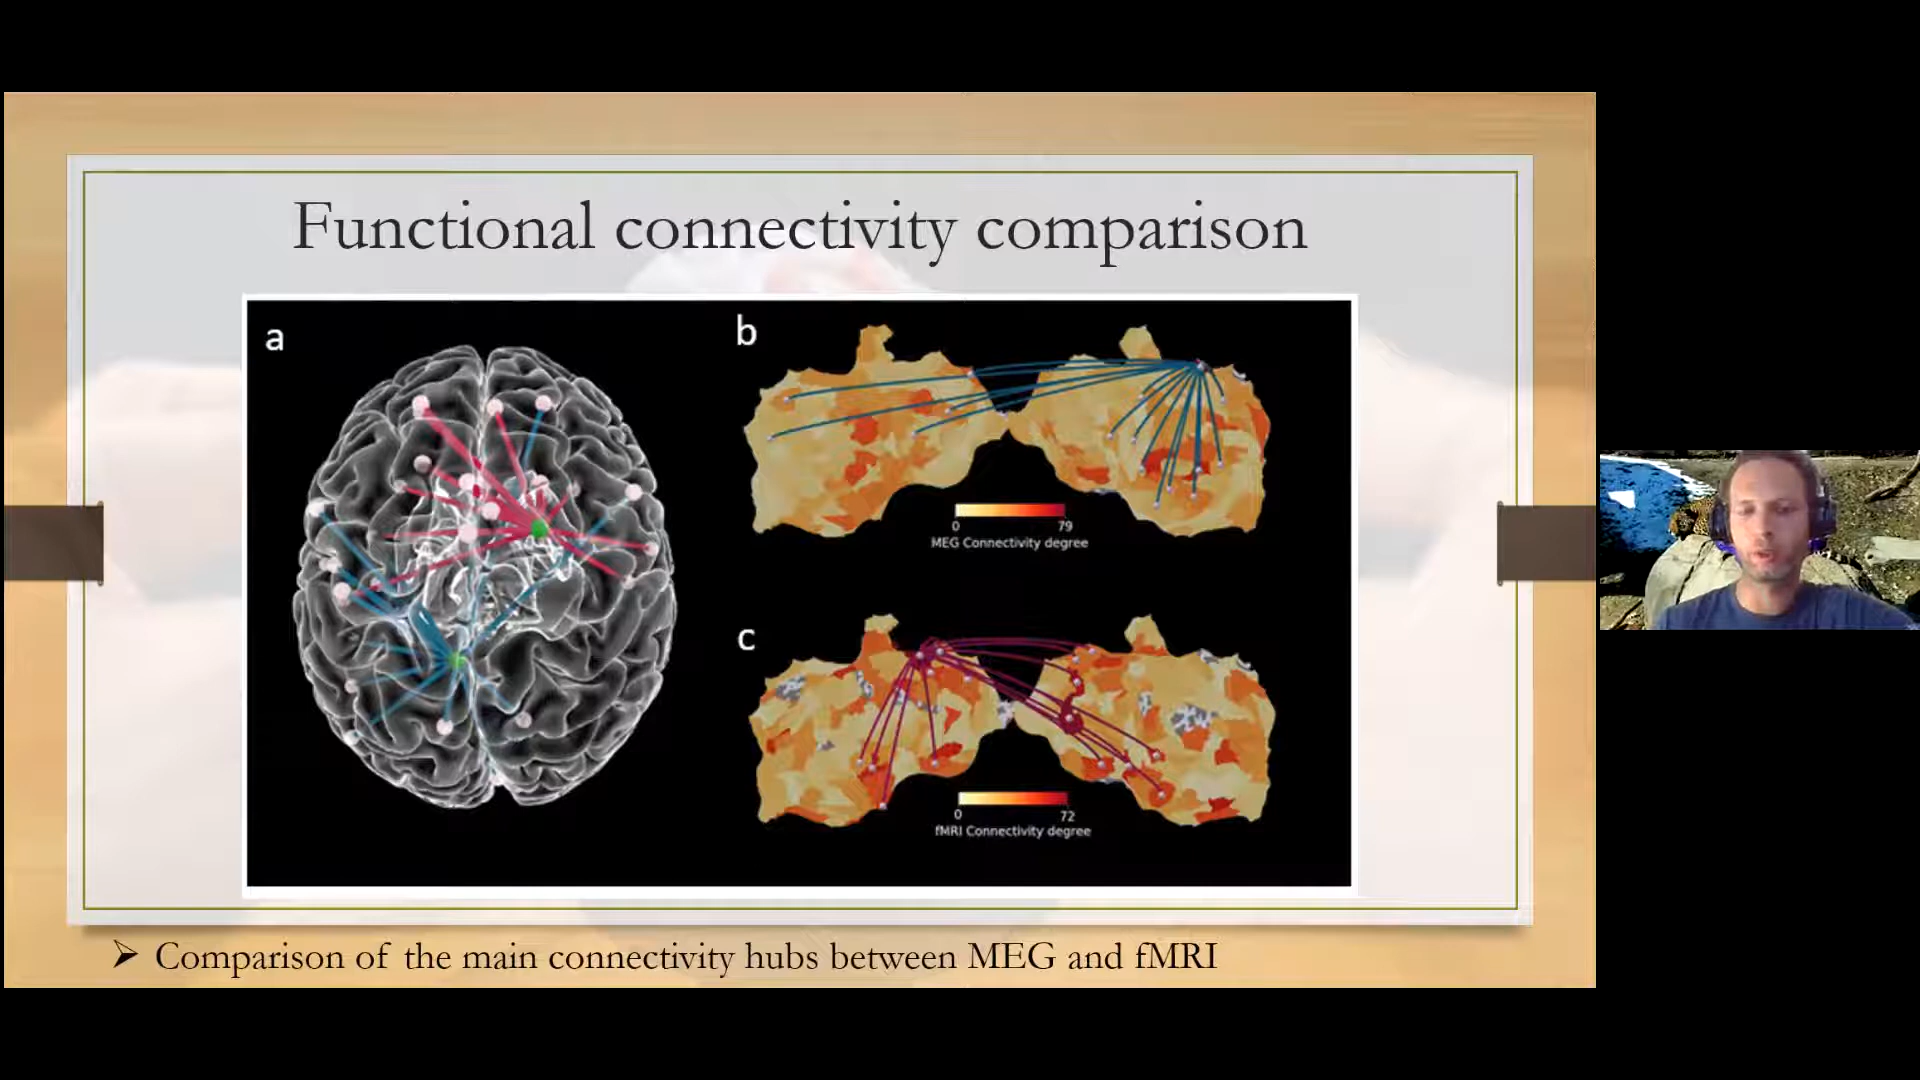 Functional connectivity comparison
a
b
0 79
MEG Connectivity degree
c
0 72
fMRI Connectivity degree
Comparison of the main connectivity hubs between MEG and fMRI